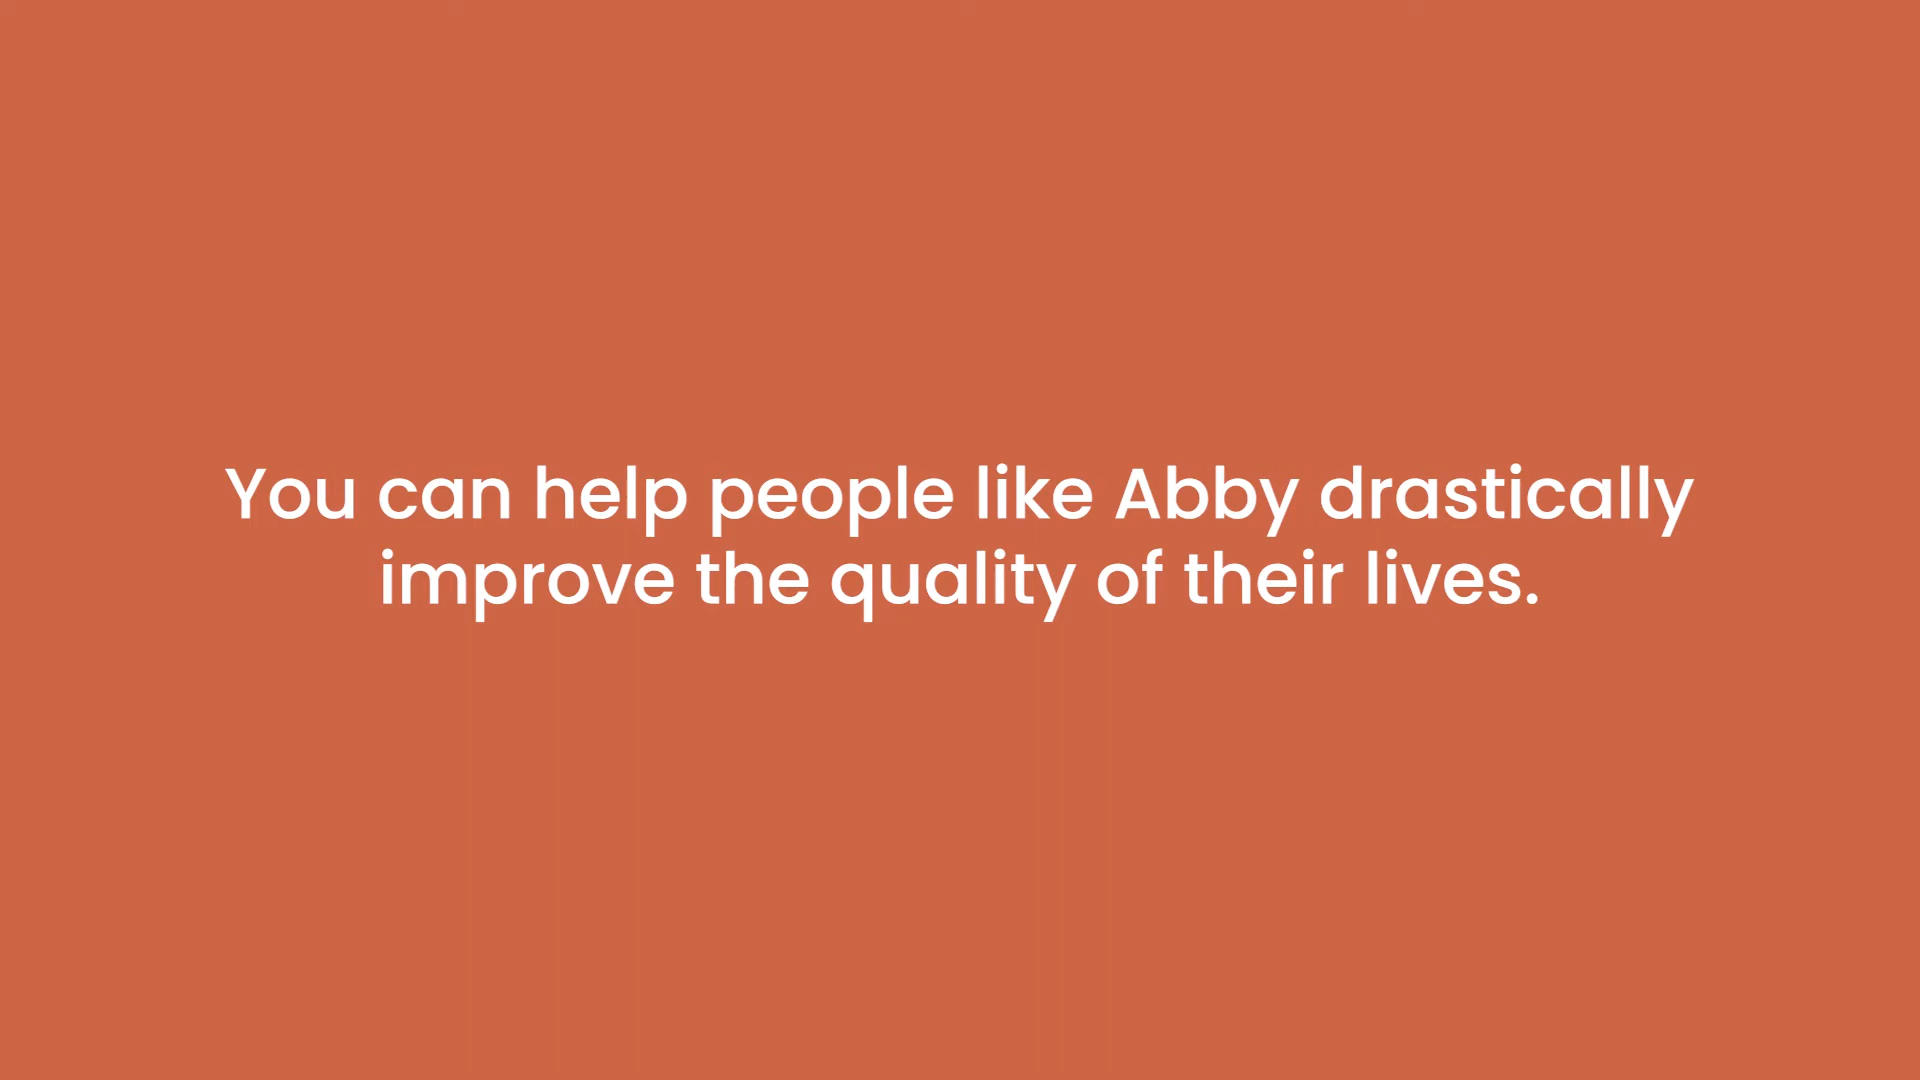 You can help people like Abby drastically
improve the quality of their lives.